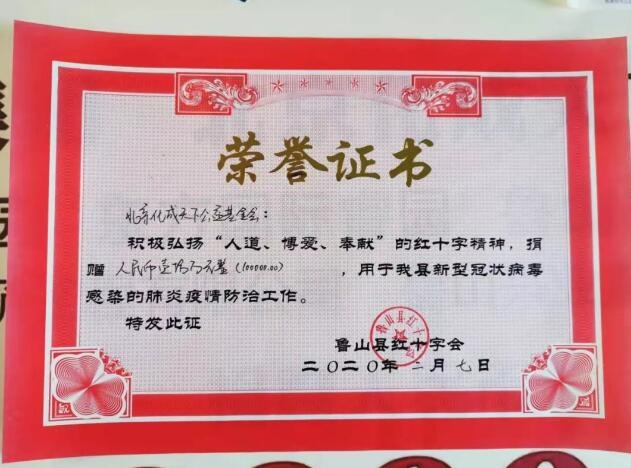 荣誉证书
北京化成天下公益基金会：
积极弘扬“人道、博爱、奉献”的红十字精神，捐
赠 人民币壹拾万元整(100000.00) ，用于我县新型冠状病毒
感染的肺炎疫情防治工作。
特发此证
鲁山县红十字会
二〇二〇年 二月 七日